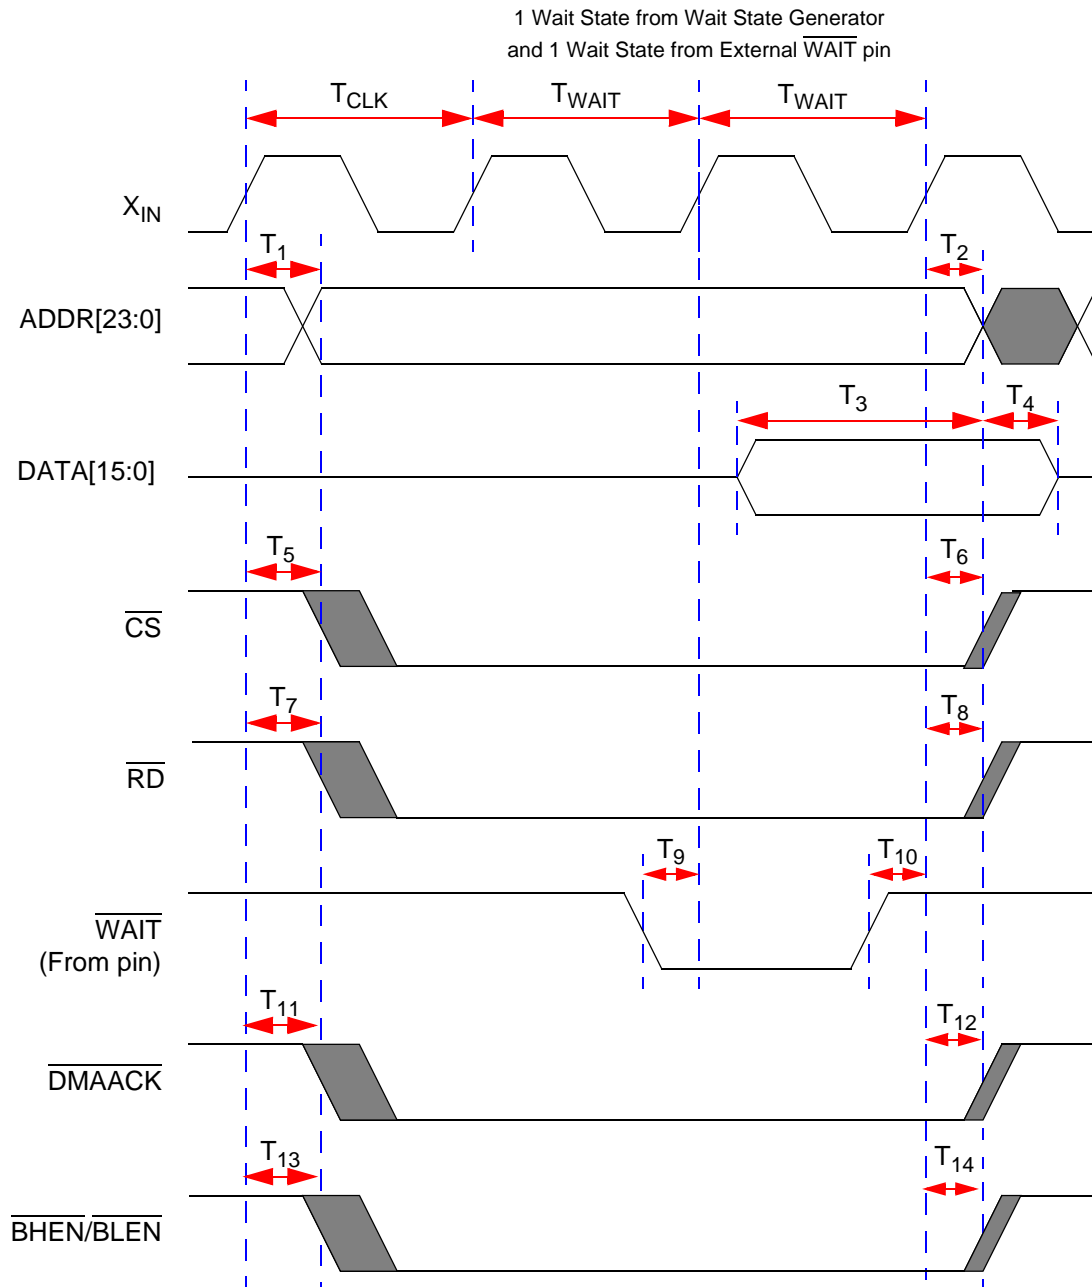 1 Wait State from Wait State Generator
and 1 Wait State from External WAIT pin
TCLK TWAIT TWAIT
XIN
T1 T2
ADDR[23:0]
T3 T4
DATA[15:0]
T5 T6
CS
T7 T8
RD
T9 T10
WAIT
(From pin)
T11 T12
DMAACK
T13 T14
BHEN/BLEN